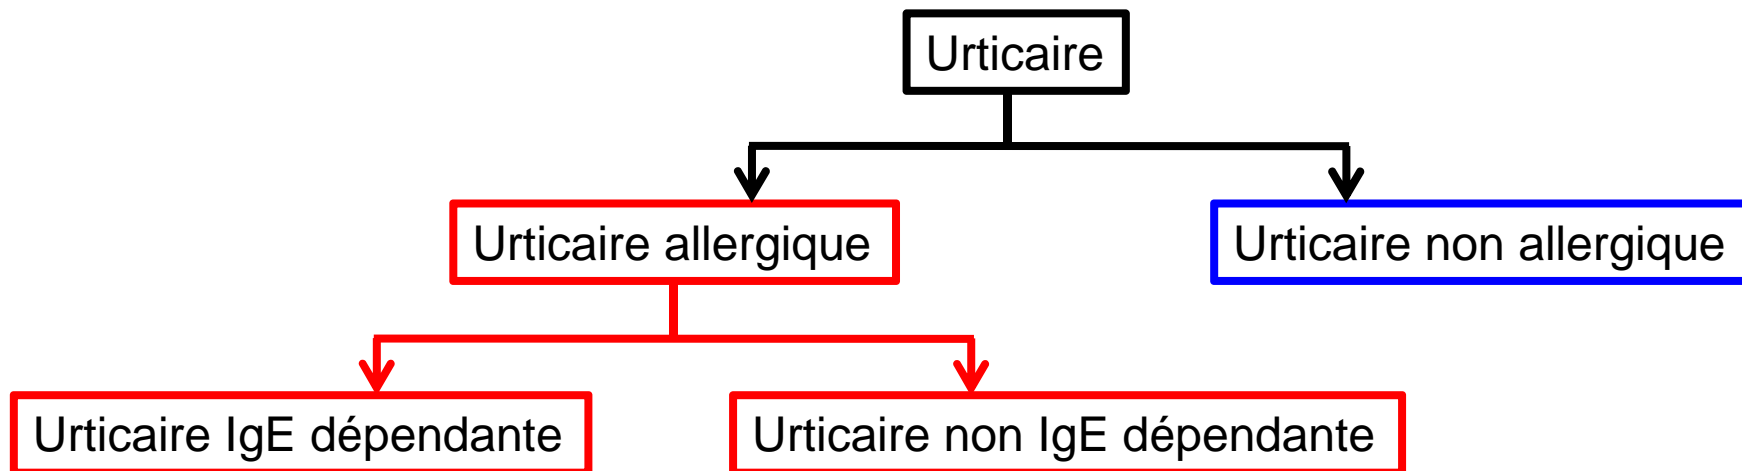 Urticaire
Urticaire allergique
Urticaire non allergique
Urticaire IgE dépendante
Urticaire non IgE dépendante